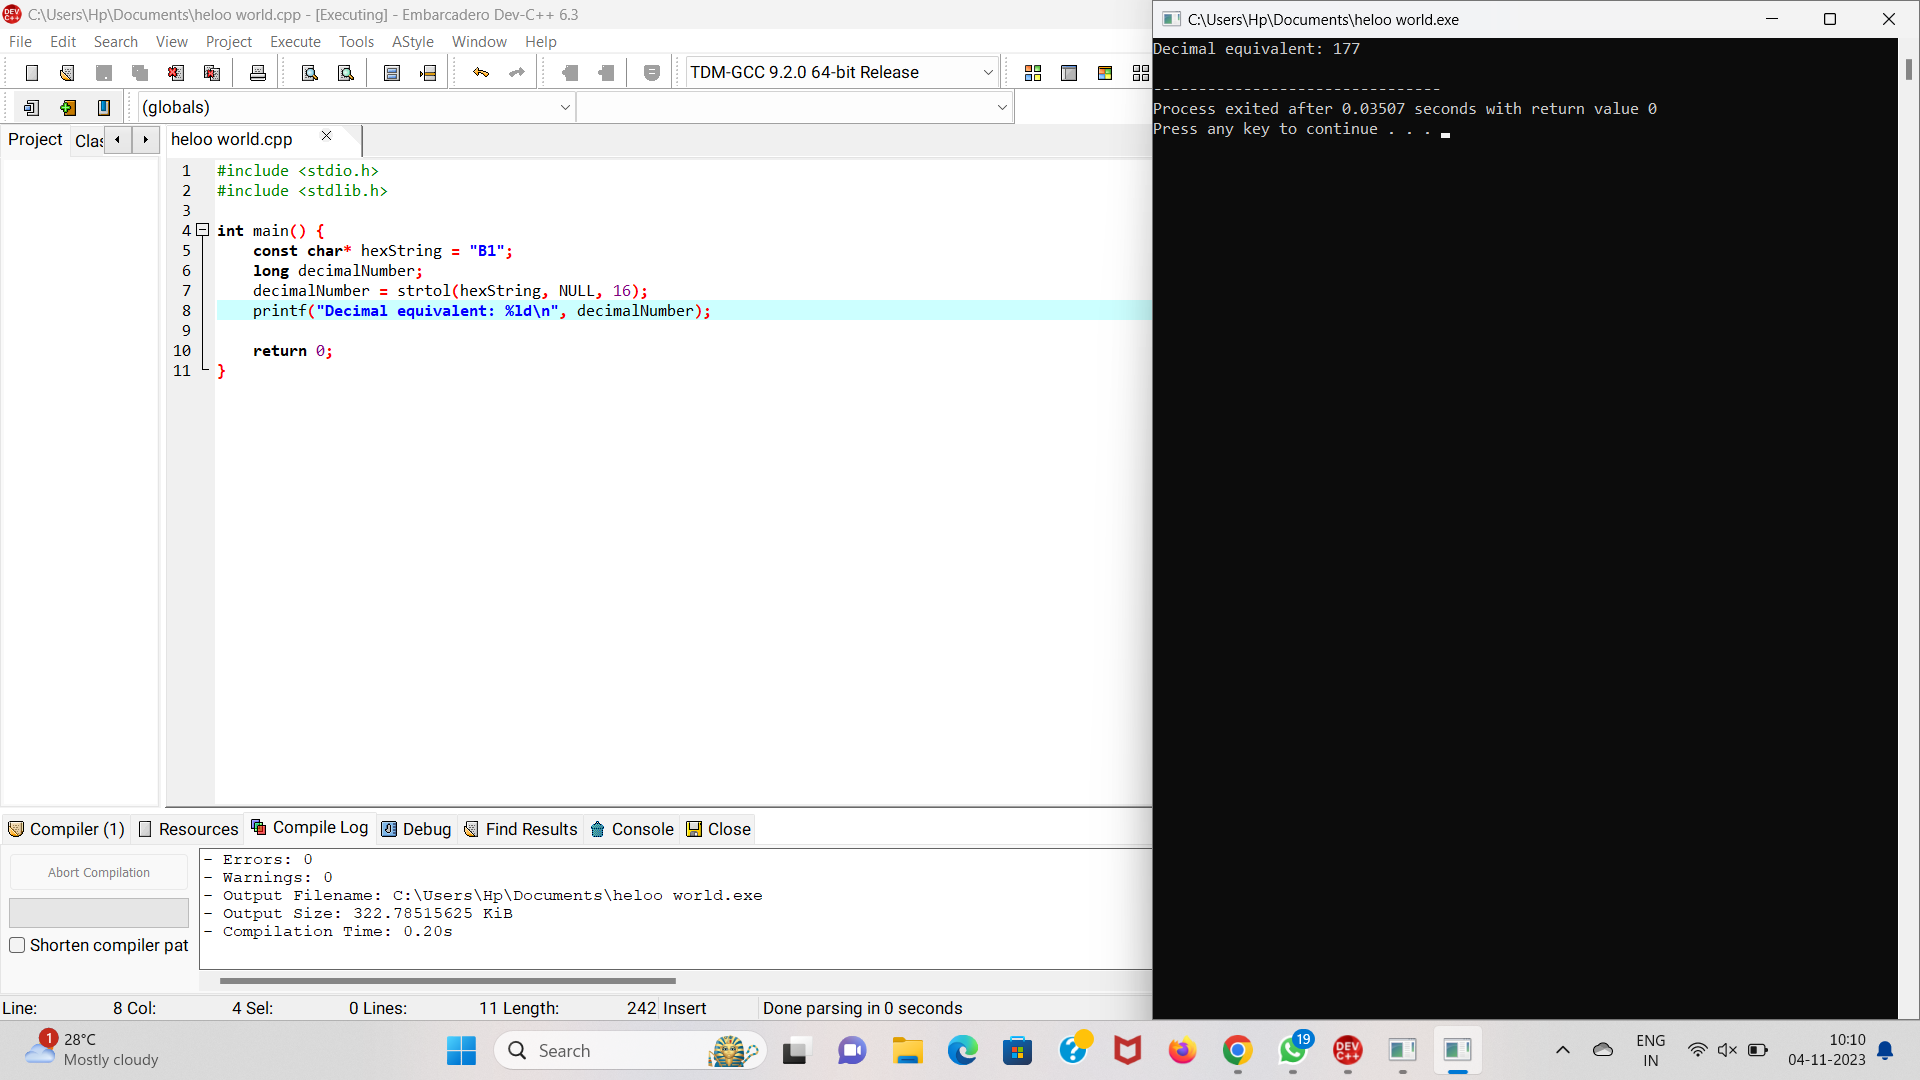 C:\Users\Hp\Documents\heloo world.cpp - [Executing] - Embarcadero Dev-C++ 6.3
File Edit Search View Project Execute Tools AStyle Window Help
TDM-GCC 9.2.0 64-bit Release
(globals)
Project Clas
heloo world.cpp
1 #include <stdio.h>
2 #include <stdlib.h>
3
4 int main() {
5 const char* hexString = "B1";
6 long decimalNumber;
7 decimalNumber = strtol(hexString, NULL, 16);
8 printf("Decimal equivalent: %ld\n", decimalNumber);
9
10 return 0;
11 }
Compiler (1) Resources Compile Log Debug Find Results Console Close
Abort Compilation
Shorten compiler pat
- Errors: 0
- Warnings: 0
- Output Filename: C:\Users\Hp\Documents\heloo world.exe
- Output Size: 322.78515625 KiB
- Compilation Time: 0.20s
Line: 8 Col: 4 Sel: 0 Lines: 11 Length: 242 Insert Done parsing in 0 seconds
C:\Users\Hp\Documents\heloo world.exe
Decimal equivalent: 177
--------------------------------
Process exited after 0.03507 seconds with return value 0
Press any key to continue . . .
1
28°C
Mostly cloudy
Search
19
DEV
C++
ENG
IN
10:10
04-11-2023